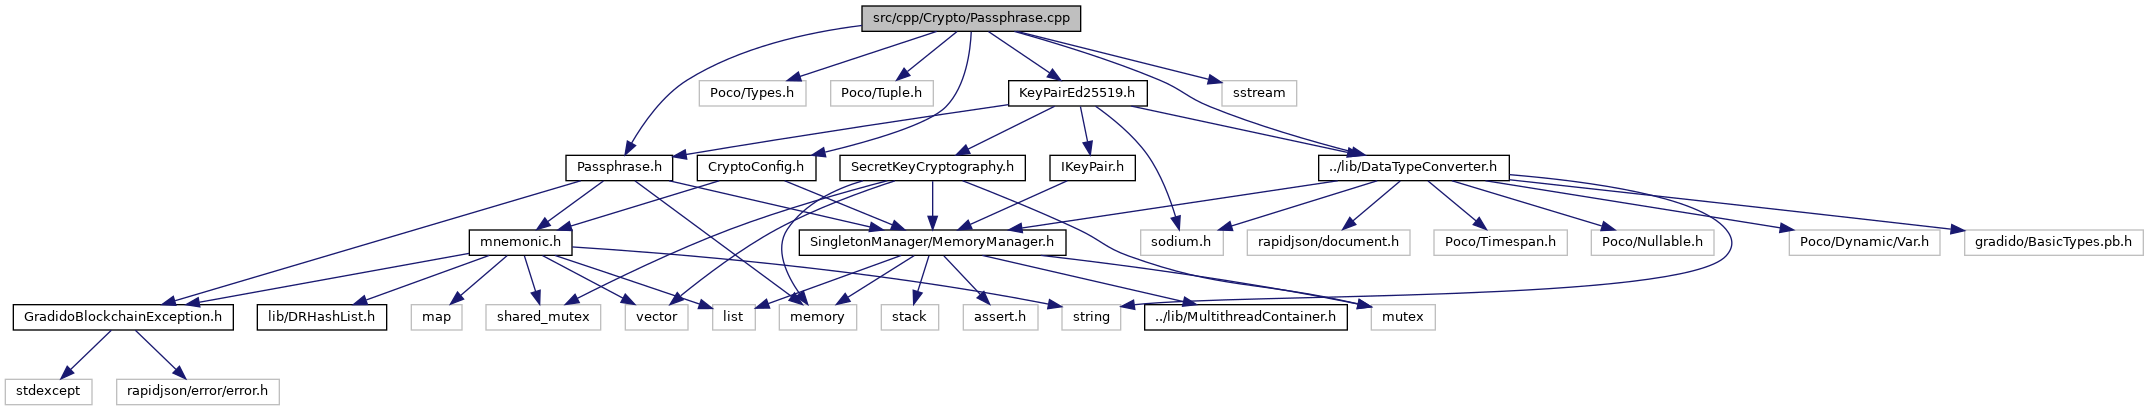 src/cpp/Crypto/Passphrase.cpp
Poco/Types.h
Poco/Tuple.h
KeyPairEd25519.h
sstream
Passphrase.h
CryptoConfig.h
SecretKeyCryptography.h
IKeyPair.h
../lib/DataTypeConverter.h
mnemonic.h
SingletonManager/MemoryManager.h
sodium.h
rapidjson/document.h
Poco/Timespan.h
Poco/Nullable.h
Poco/Dynamic/Var.h
gradido/BasicTypes.pb.h
GradidoBlockchainException.h
lib/DRHashList.h
map
shared_mutex
vector
list
memory
stack
assert.h
string
../lib/MultithreadContainer.h
mutex
stdexcept
rapidjson/error/error.h